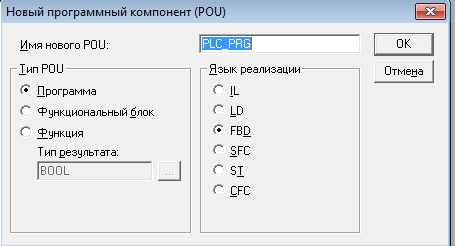 Новый программный компонент (POU)
Имя нового POU:
PLC_PRG
OK
Отмена
Тип POU
Программа
Функциональный блок
Функция
Тип результата:
BOOL
...
Язык реализации
IL
LD
FBD
SFC
ST
CFC